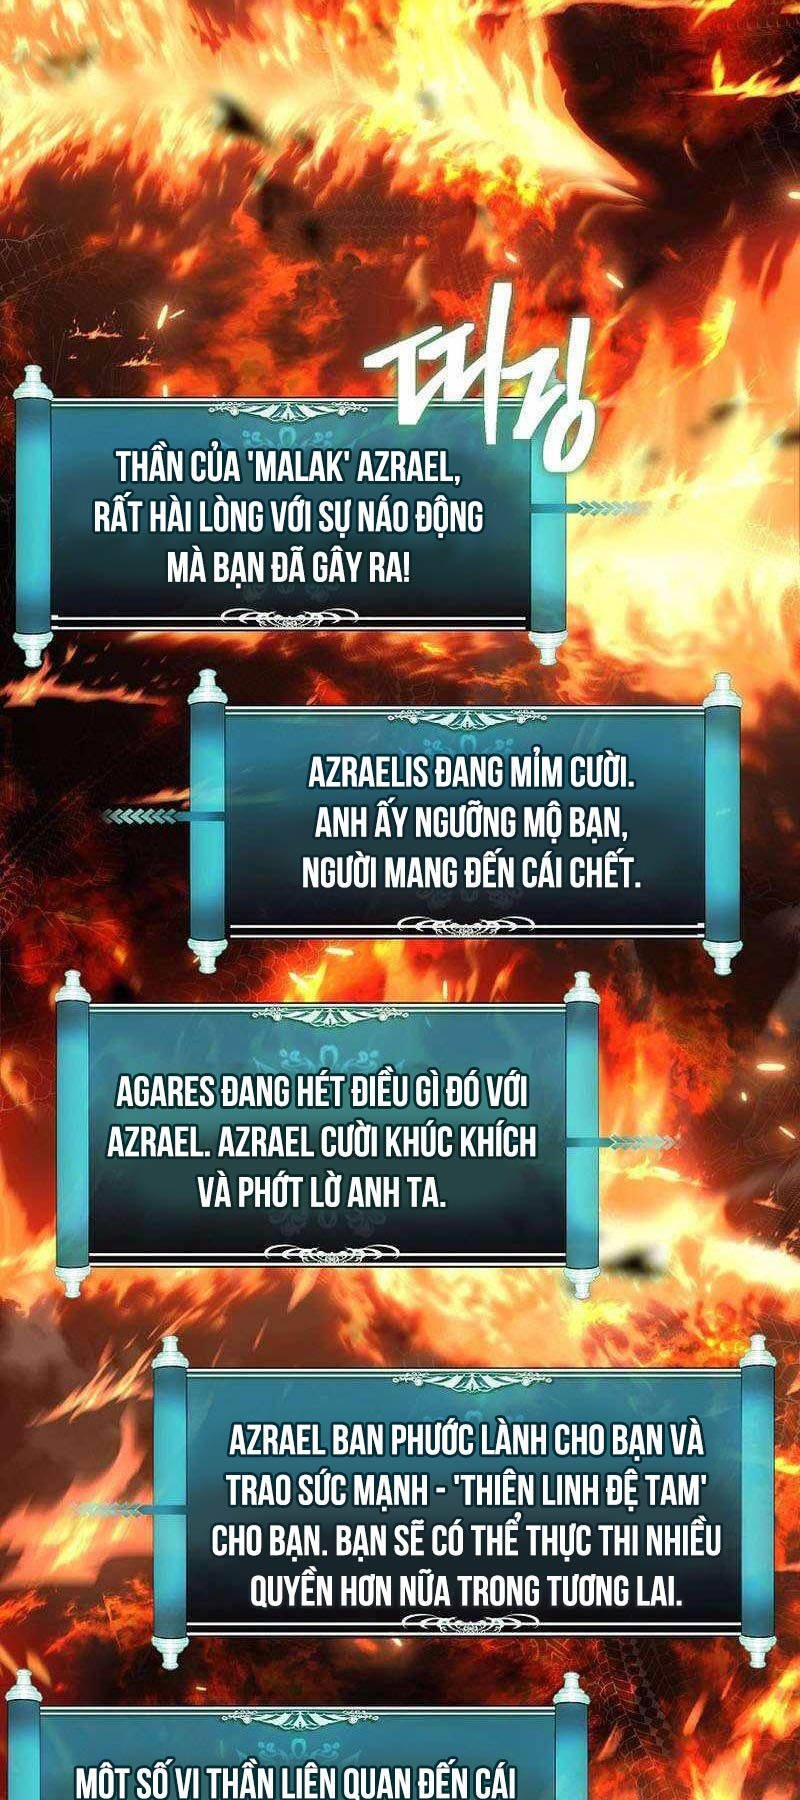 띠링
THẦN CỦA 'MALAK' AZRAEL,
RẤT HÀI LÒNG VỚI SỰ NÁO ĐỘNG
MÀ BẠN ĐÃ GÂY RA!
AZRAELIS ĐANG MỈM CƯỜI.
ANH ẤY NGƯỠNG MỘ BẠN,
NGƯỜI MANG ĐẾN CÁI CHẾT.
AGARES ĐANG HÉT ĐIỀU GÌ ĐÓ VỚI
AZRAEL. AZRAEL CƯỜI KHÚC KHÍCH
VÀ PHỚT LỜ ANH TA.
AZRAEL BAN PHƯỚC LÀNH CHO BẠN VÀ
TRAO SỨC MẠNH - 'THIÊN LINH ĐỆ TAM'
CHO BẠN. BẠN SẼ CÓ THỂ THỰC THI NHIỀU
QUYỀN HƠN NỮA TRONG TƯƠNG LAI.
MỘT SỐ VỊ THẦN LIÊN QUAN ĐẾN CÁI